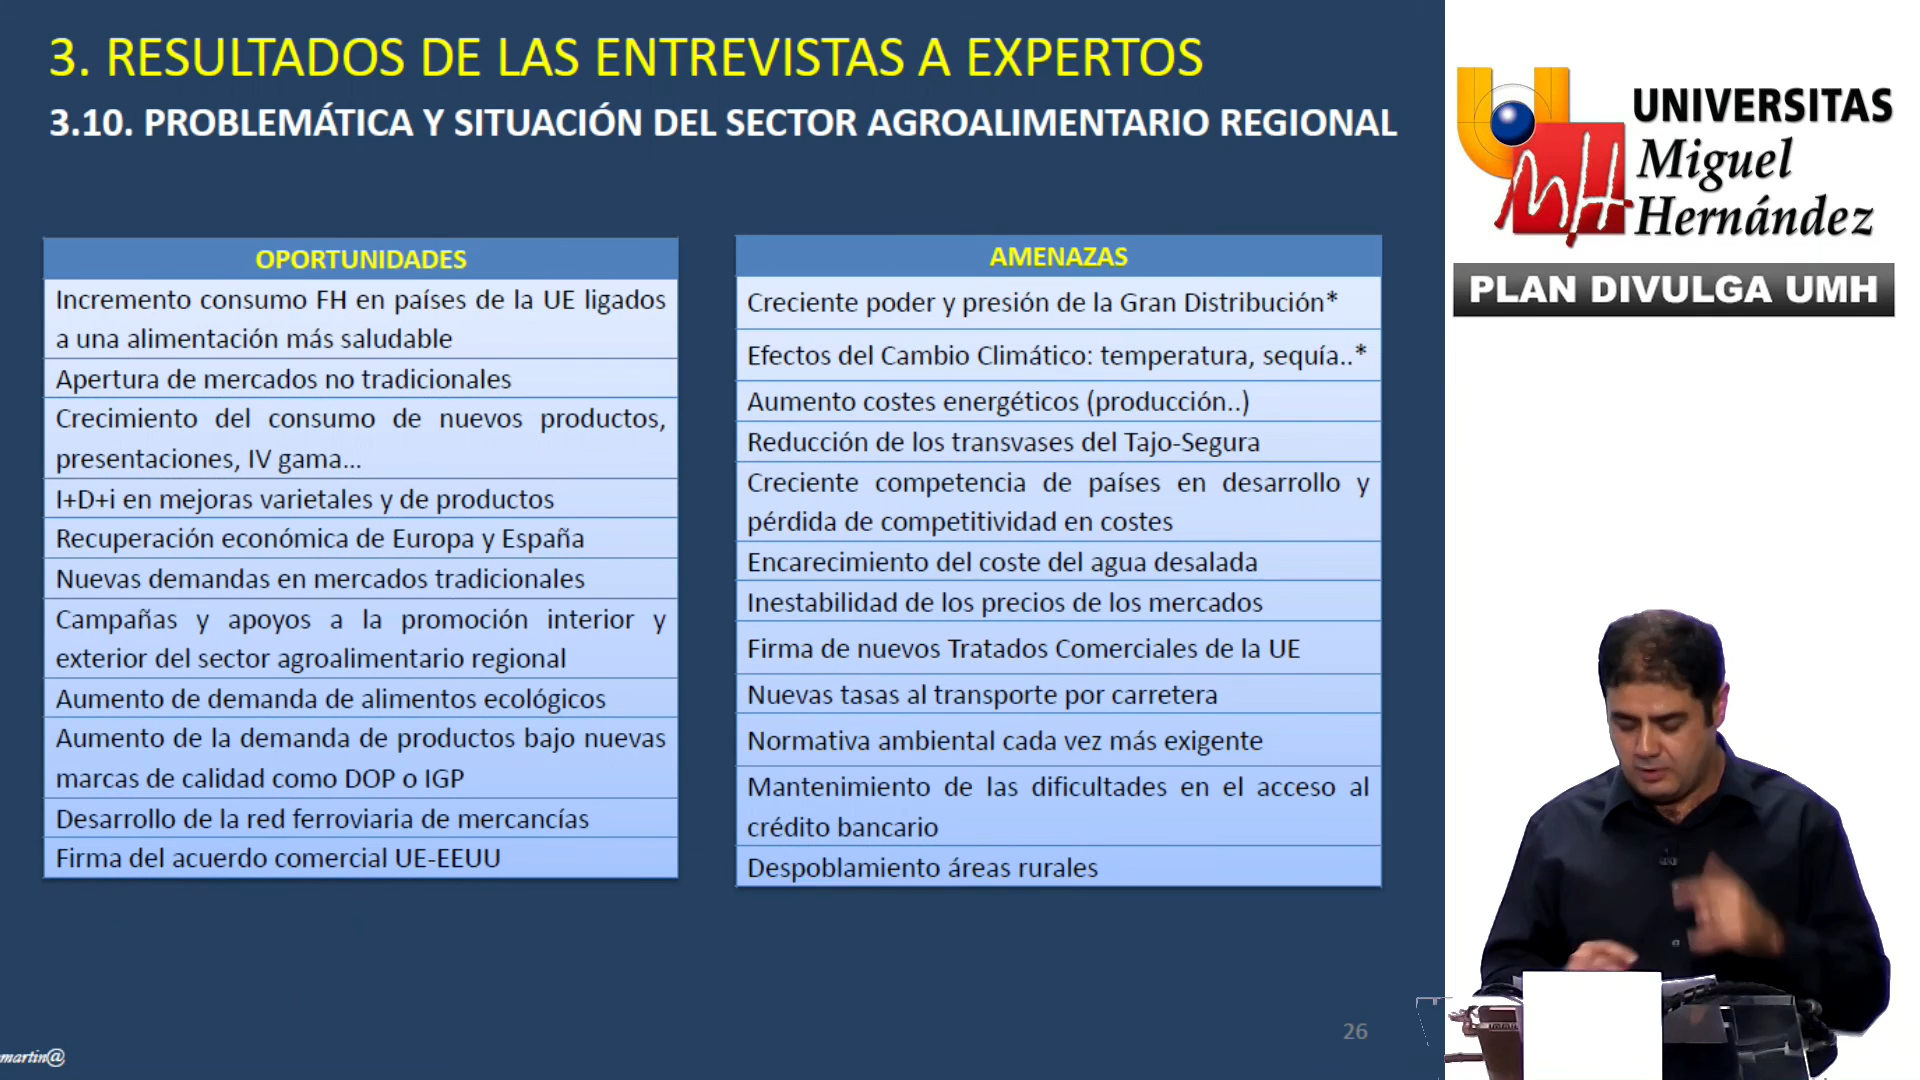 3. RESULTADOS DE LAS ENTREVISTAS A EXPERTOS
3.10. PROBLEMÁTICA Y SITUACIÓN DEL SECTOR AGROALIMENTARIO REGIONAL
OPORTUNIDADES
Incremento consumo FH en países de la UE ligados
a una alimentación más saludable
Apertura de mercados no tradicionales
Crecimiento del consumo de nuevos productos,
presentaciones, IV gama...
I+D+i en mejoras varietales y de productos
Recuperación económica de Europa y España
Nuevas demandas en mercados tradicionales
Campañas y apoyos a la promoción interior y
exterior del sector agroalimentario regional
Aumento de demanda de alimentos ecológicos
Aumento de la demanda de productos bajo nuevas
marcas de calidad como DOP o IGP
Desarrollo de la red ferroviaria de mercancías
Firma del acuerdo comercial UE-EEUU
AMENAZAS
Creciente poder y presión de la Gran Distribución*
Efectos del Cambio Climático: temperatura, sequía..*
Aumento costes energéticos (producción..)
Reducción de los transvases del Tajo-Segura
Creciente competencia de países en desarrollo y
pérdida de competitividad en costes
Encarecimiento del coste del agua desalada
Inestabilidad de los precios de los mercados
Firma de nuevos Tratados Comerciales de la UE
Nuevas tasas al transporte por carretera
Normativa ambiental cada vez más exigente
Mantenimiento de las dificultades en el acceso al
crédito bancario
Despoblamiento áreas rurales
26
martin@
UMH
UNIVERSITAS
Miguel
Hernández
PLAN DIVULGA UMH